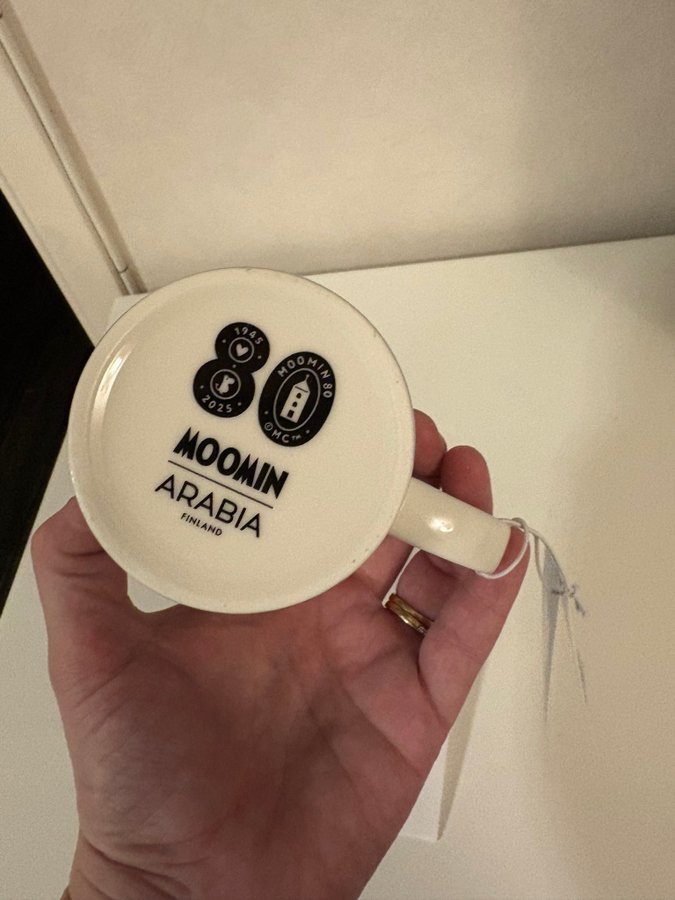 1945
80
2025
MOOMIN 80
©MC™
MOOMIN
ARABIA
FINLAND